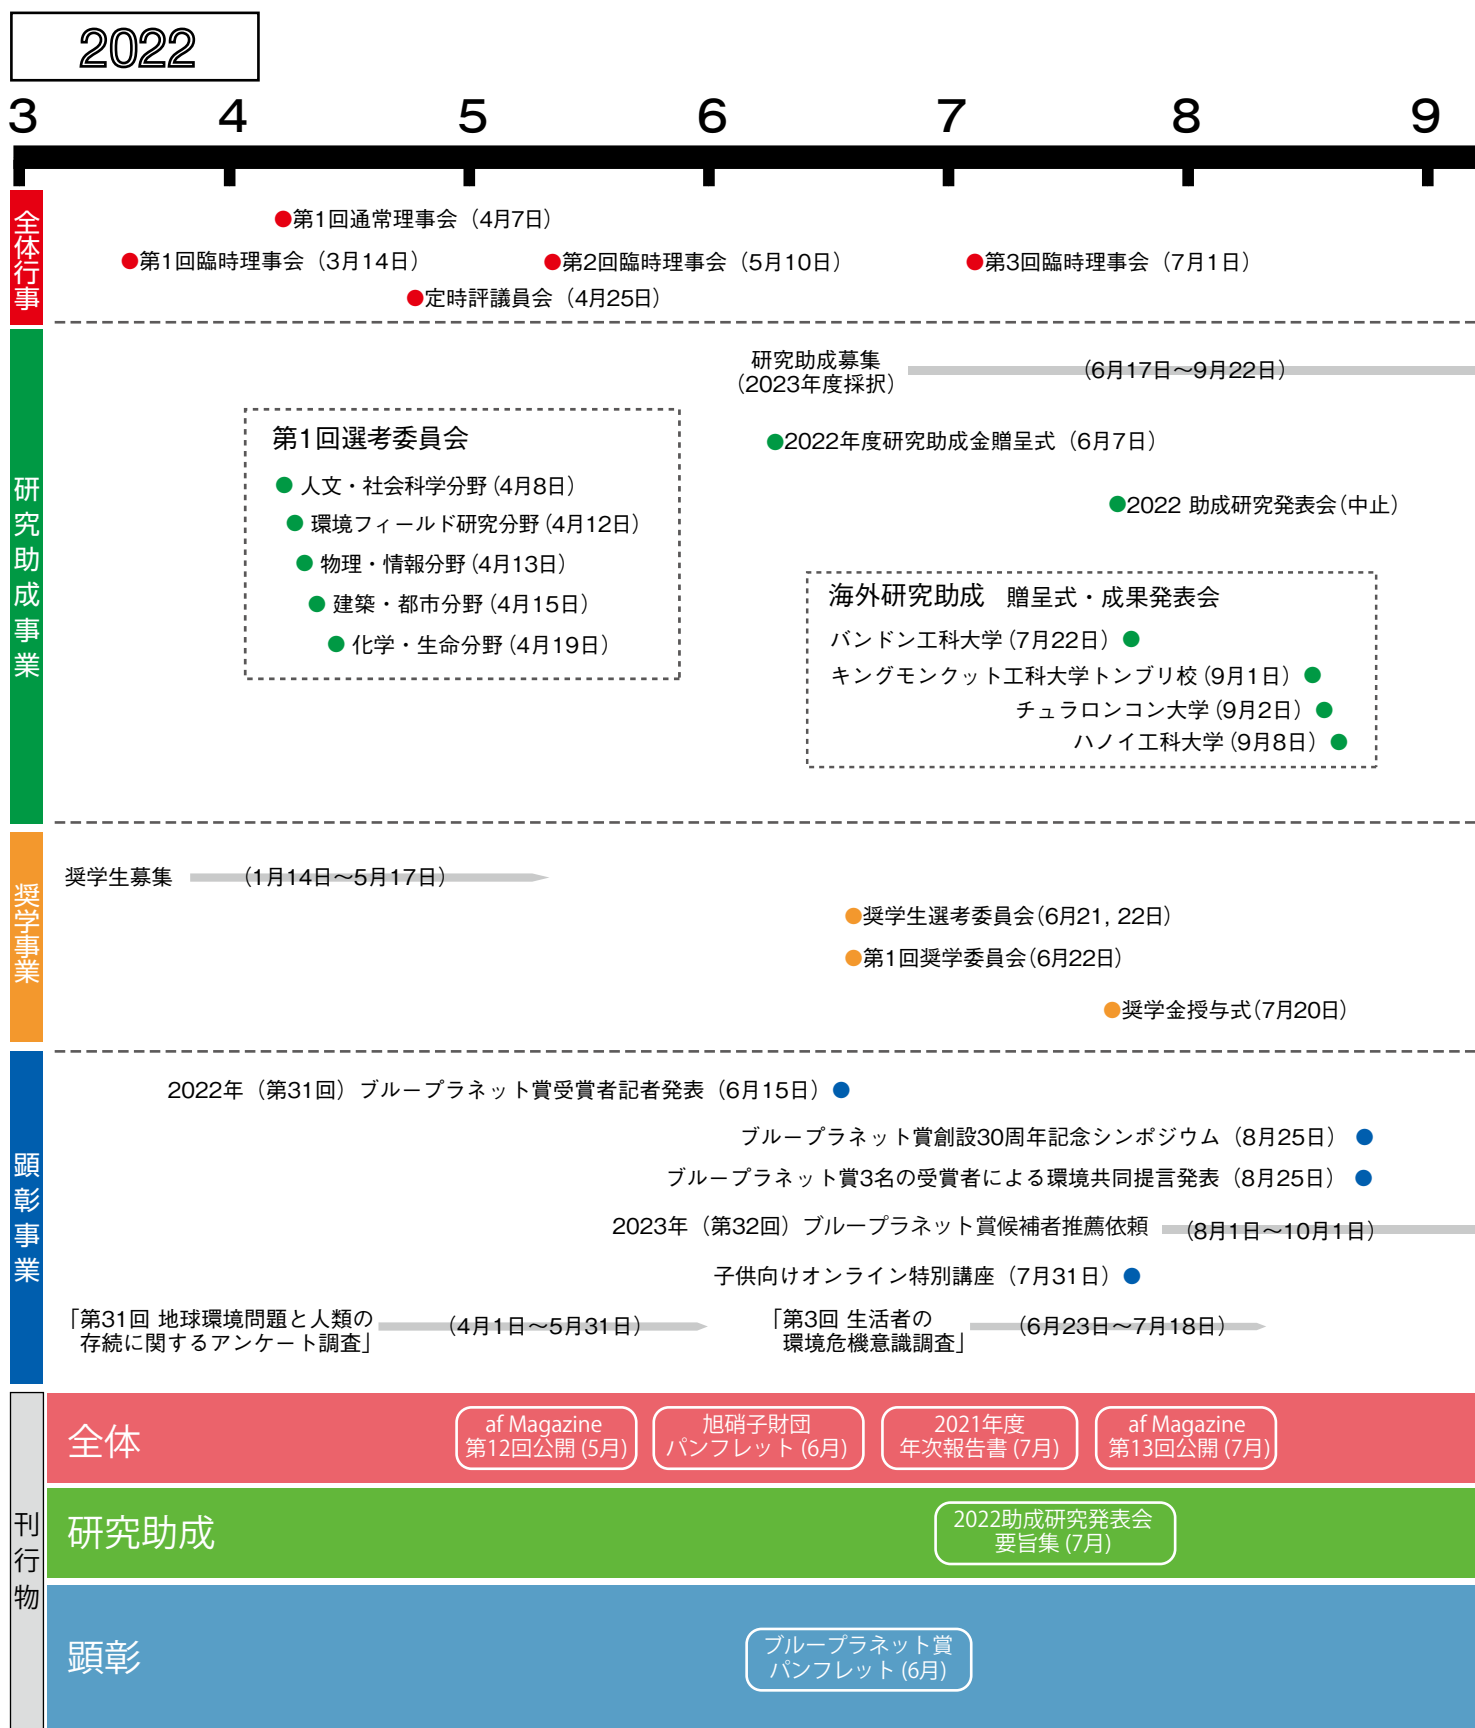 2022
3 4 5 6 7 8 9
全体行事
●第1回通常理事会（4月7日）
●第1回臨時理事会（3月14日）
●第2回臨時理事会（5月10日）
●第3回臨時理事会（7月1日）
●定時評議員会（4月25日）
研究助成事業
研究助成募集
（2023年度採択）
（6月17日～9月22日）
第1回選考委員会
● 人文・社会科学分野（4月8日）
● 環境フィールド研究分野（4月12日）
● 物理・情報分野（4月13日）
● 建築・都市分野（4月15日）
● 化学・生命分野（4月19日）
●2022年度研究助成金贈呈式（6月7日）
●2022 助成研究発表会（中止）
海外研究助成　贈呈式・成果発表会
バンドン工科大学（7月22日）●
キングモンクット工科大学トンブリ校（9月1日）●
チュラロンコン大学（9月2日）●
ハノイ工科大学（9月8日）●
奨学事業
奨学生募集
（1月14日～5月17日）
●奨学生選考委員会（6月21, 22日）
●第1回奨学委員会（6月22日）
●奨学金授与式（7月20日）
顕彰事業
2022年（第31回）ブループラネット賞受賞者記者発表（6月15日）●
ブループラネット賞創設30周年記念シンポジウム（8月25日）●
ブループラネット賞3名の受賞者による環境共同提言発表（8月25日）●
2023年（第32回）ブループラネット賞候補者推薦依頼
（8月1日～10月1日）
子供向けオンライン特別講座（7月31日）●
「第31回 地球環境問題と人類の
存続に関するアンケート調査」
（4月1日～5月31日）
「第3回 生活者の
環境危機意識調査」
（6月23日～7月18日）
刊行物
全体
af Magazine
第12回公開 (5月)
旭硝子財団
パンフレット (6月)
2021年度
年次報告書 (7月)
af Magazine
第13回公開 (7月)
研究助成
2022助成研究発表会
要旨集 (7月)
顕彰
ブループラネット賞
パンフレット (6月)